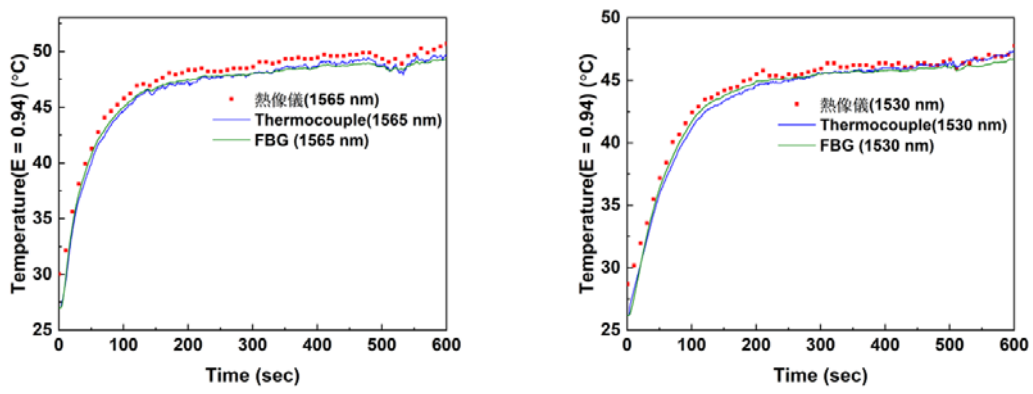 50
45
40
35
30
25
Temperature(E = 0.94) (°C)
熱像儀(1565 nm)
Thermocouple(1565 nm)
FBG (1565 nm)
0 100 200 300 400 500 600
Time (sec)
50
45
40
35
30
25
Temperature(E = 0.94) (°C)
熱像儀(1530 nm)
Thermocouple(1530 nm)
FBG (1530 nm)
0 100 200 300 400 500 600
Time (sec)